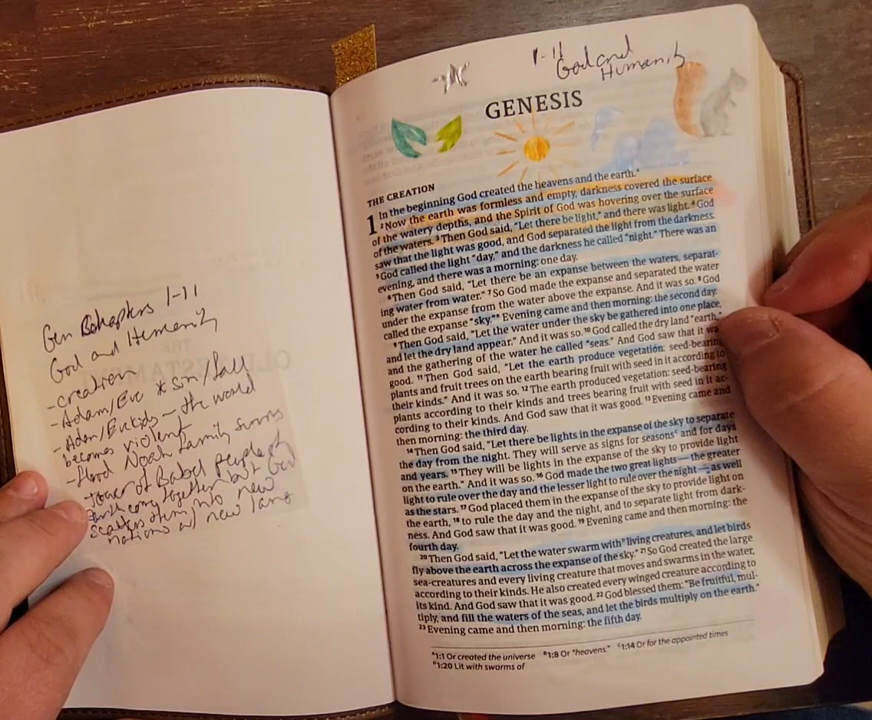 Gen Bchapters 1-11
God and Humanity
- creation
- Adam/Eve * sin/fall
- Adam/Eve kids - the world
becomes violent
- flood Noah family survives
- tower of Babel people of
earth come together but God
scatters them into new
nations w/ new lang
1-11 God and
Humanity
GENESIS
THE CREATION
1 In the beginning God created the heavens and the earth.ᵃ
² Now the earth was formless and empty, darkness covered the surface
of the watery depths, and the Spirit of God was hovering over the surface
of the waters. ³ Then God said, "Let there be light," and there was light. ⁴ God
saw that the light was good, and God separated the light from the darkness.
⁵ God called the light "day," and the darkness he called "night." There was an
evening, and there was a morning: one day.
⁶ Then God said, "Let there be an expanse between the waters, separat-
ing water from water." ⁷ So God made the expanse and separated the water
under the expanse from the water above the expanse. And it was so. ⁸ God
called the expanse "sky."ᵇ Evening came and then morning: the second day.
⁹ Then God said, "Let the water under the sky be gathered into one place,
and let the dry land appear." And it was so. ¹⁰ God called the dry land "earth,"
and the gathering of the water he called "seas." And God saw that it was
good. ¹¹ Then God said, "Let the earth produce vegetation: seed-bearing
plants and fruit trees on the earth bearing fruit with seed in it according to
their kinds." And it was so. ¹² The earth produced vegetation: seed-bearing
plants according to their kinds and trees bearing fruit with seed in it ac-
cording to their kinds. And God saw that it was good. ¹³ Evening came and
then morning: the third day.
¹⁴ Then God said, "Let there be lights in the expanse of the sky to separate
the day from the night. They will serve as signs for seasonsᶜ and for days
and years. ¹⁵ They will be lights in the expanse of the sky to provide light
on the earth." And it was so. ¹⁶ God made the two great lights — the greater
light to rule over the day and the lesser light to rule over the night — as well
as the stars. ¹⁷ God placed them in the expanse of the sky to provide light on
the earth, ¹⁸ to rule the day and the night, and to separate light from dark-
ness. And God saw that it was good. ¹⁹ Evening came and then morning: the
fourth day.
²⁰ Then God said, "Let the water swarm withᵈ living creatures, and let birds
fly above the earth across the expanse of the sky." ²¹ So God created the large
sea-creatures and every living creature that moves and swarms in the water,
according to their kinds. He also created every winged creature according to
its kind. And God saw that it was good. ²² God blessed them: "Be fruitful, mul-
tiply, and fill the waters of the seas, and let the birds multiply on the earth."
²³ Evening came and then morning: the fifth day.
ᵃ1:1 Or created the universe ᵇ1:8 Or "heavens." ᶜ1:14 Or for the appointed times
ᵈ1:20 Lit with swarms of